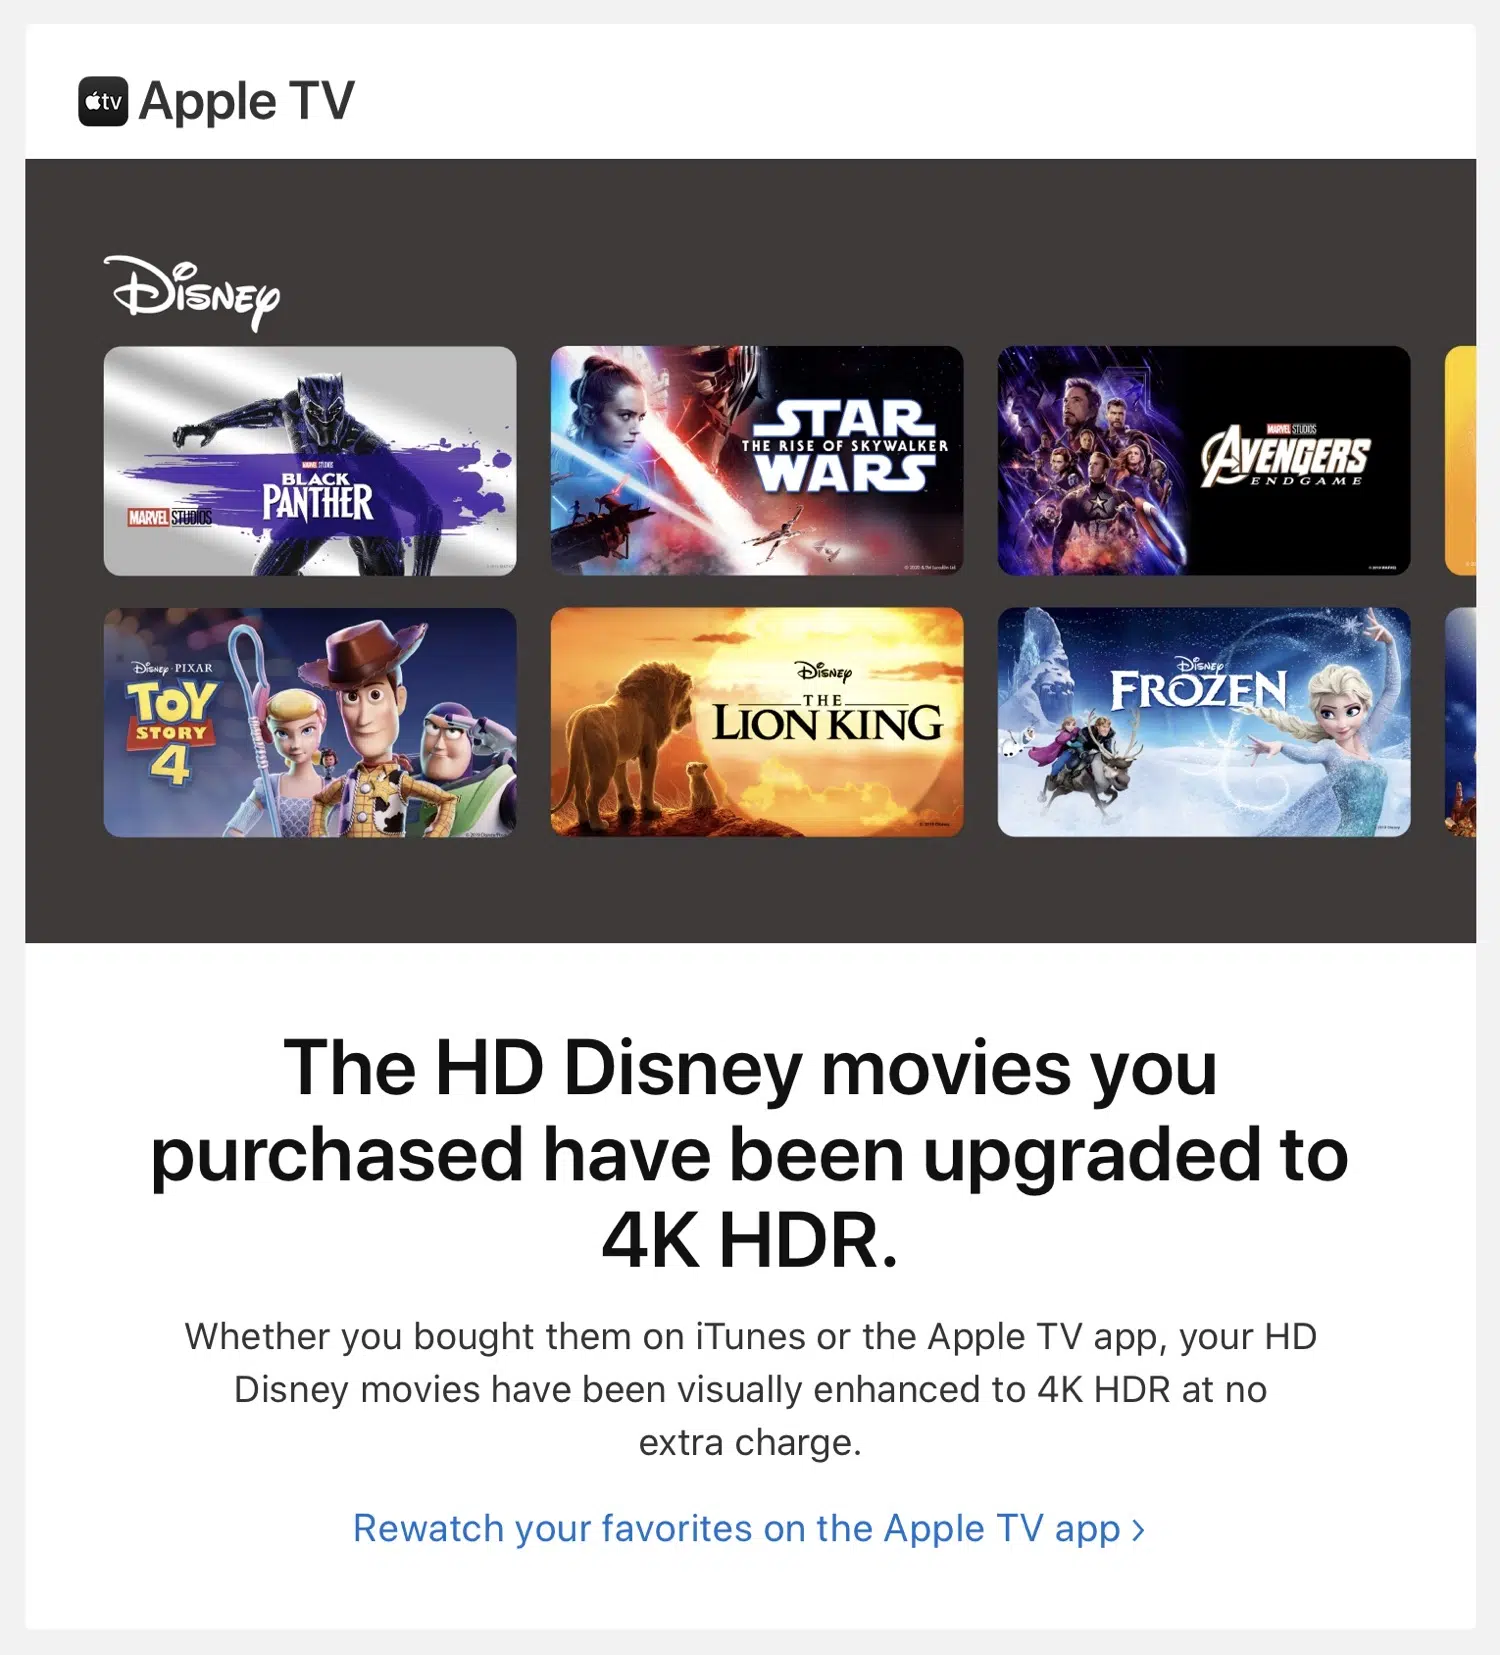 tv Apple TV
Disney
MARVEL STUDIOS
BLACK
PANTHER
MARVEL STUDIOS
STAR
THE RISE OF SKYWALKER
WARS
MARVEL STUDIOS
AVENGERS
ENDGAME
Disney · PIXAR
TOY
STORY
4
Disney
THE
LION KING
Disney
FROZEN
The HD Disney movies you
purchased have been upgraded to
4K HDR.
Whether you bought them on iTunes or the Apple TV app, your HD
Disney movies have been visually enhanced to 4K HDR at no
extra charge.
Rewatch your favorites on the Apple TV app ›